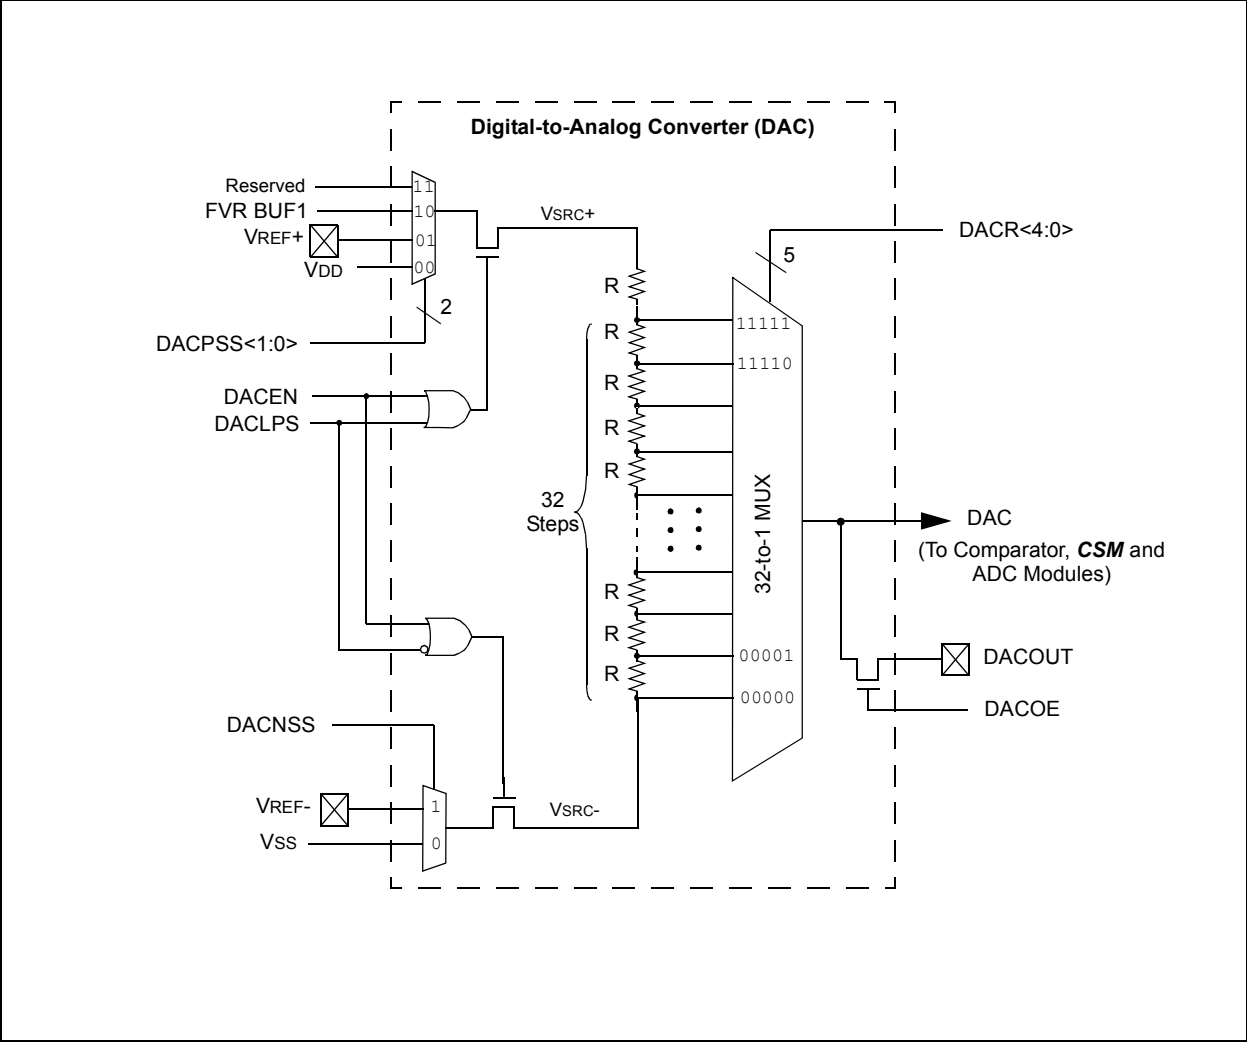 Digital-to-Analog Converter (DAC)
Reserved
11
FVR BUF1
10
VREF+
01
VDD
00
VSRC+
DACR<4:0>
5
2
DACPSS<1:0>
DACEN
DACLPS
R
R
R
R
R
32
Steps
R
R
R
11111
11110
32-to-1 MUX
00001
00000
DAC
(To Comparator, CSM and
ADC Modules)
DACOUT
DACOE
DACNSS
VREF-
1
VSS
0
VSRC-